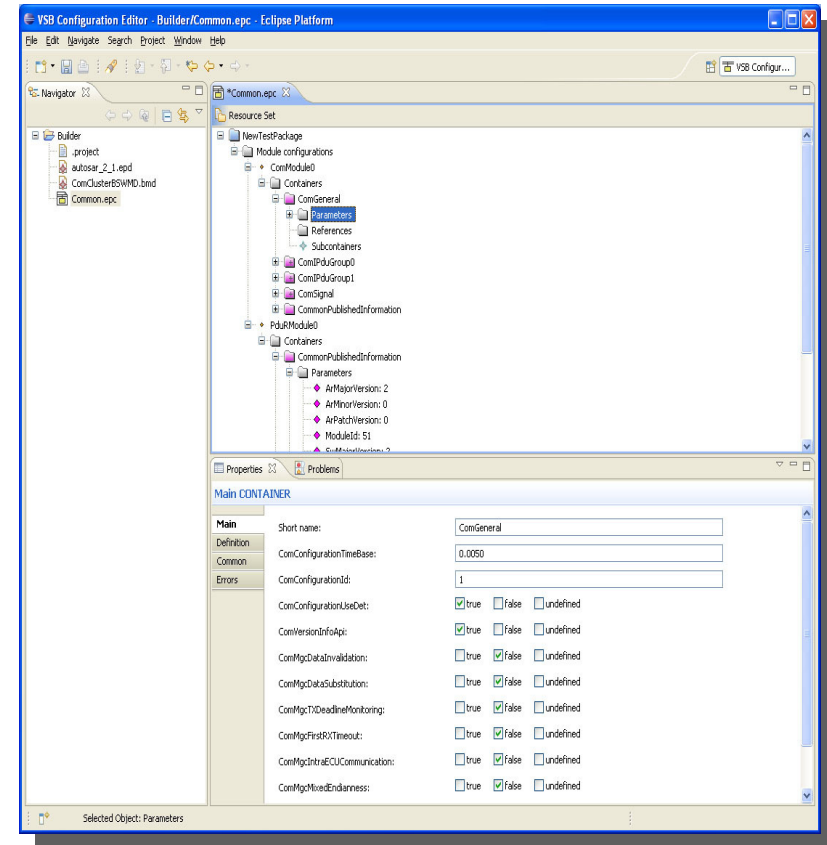 VSB Configuration Editor - Builder/Common.epc - Eclipse Platform
File Edit Navigate Search Project Window Help
VSB Configur...
Navigator
*Common.epc
Resource Set
Builder
.project
autosar_2_1.epd
ComClusterBSWMD.bmd
Common.epc
NewTestPackage
Module configurations
ComModule0
Containers
ComGeneral
Parameters
References
Subcontainers
ComIPduGroup0
ComIPduGroup1
ComSignal
CommonPublishedInformation
PduRModule0
Containers
CommonPublishedInformation
Parameters
ArMajorVersion: 2
ArMinorVersion: 0
ArPatchVersion: 0
ModuleId: 51
SwMajorVersion: 2
Properties Problems
Main CONTAINER
Main
Definition
Common
Errors
Short name: ComGeneral
ComConfigurationTimeBase: 0.0050
ComConfigurationId: 1
ComConfigurationUseDet: true false undefined
ComVersionInfoApi: true false undefined
ComMgcDataInvalidation: true false undefined
ComMgcDataSubstitution: true false undefined
ComMgcTXDeadlineMonitoring: true false undefined
ComMgcFirstRXTimeout: true false undefined
ComMgcIntraECUCommunication: true false undefined
ComMgcMixedEndianness: true false undefined
Selected Object: Parameters